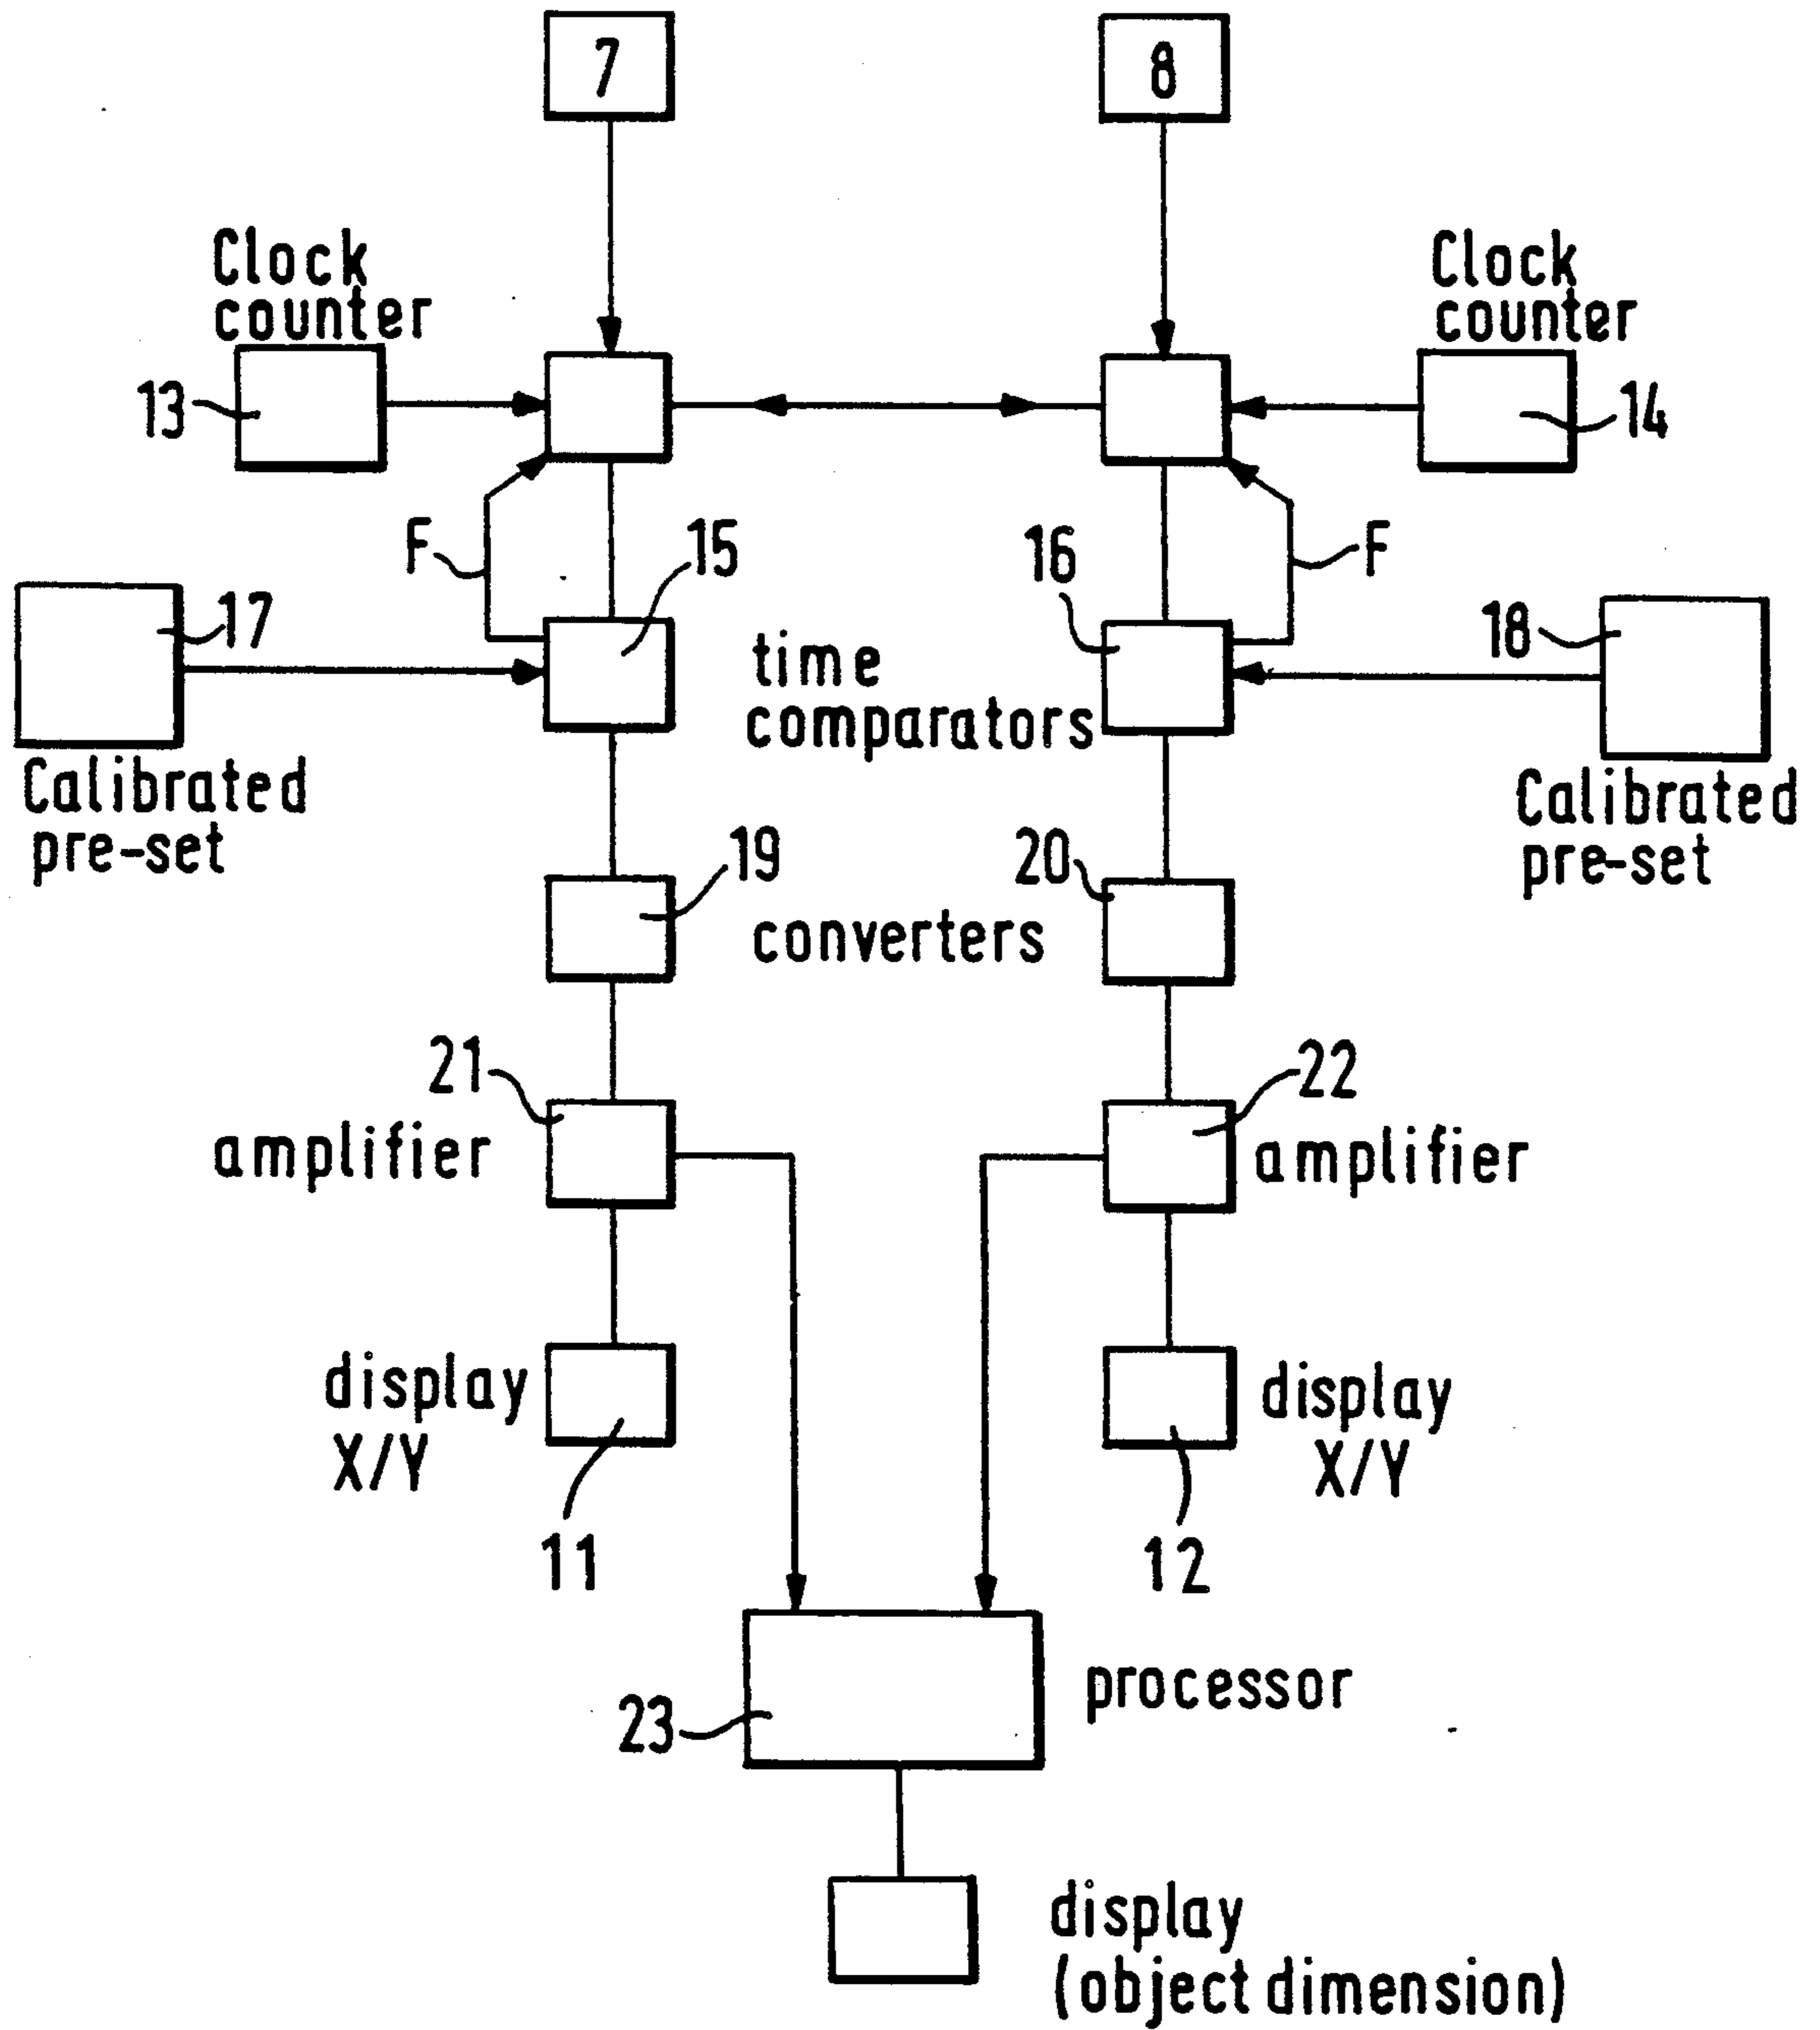 7
8
Clock
counter
Clock
counter
13
14
F
15
16
F
17
18
time
comparators
Calibrated
pre-set
Calibrated
pre-set
19
20
converters
21
22
amplifier
amplifier
display
X/Y
display
X/Y
11
12
processor
23
display
(object dimension)